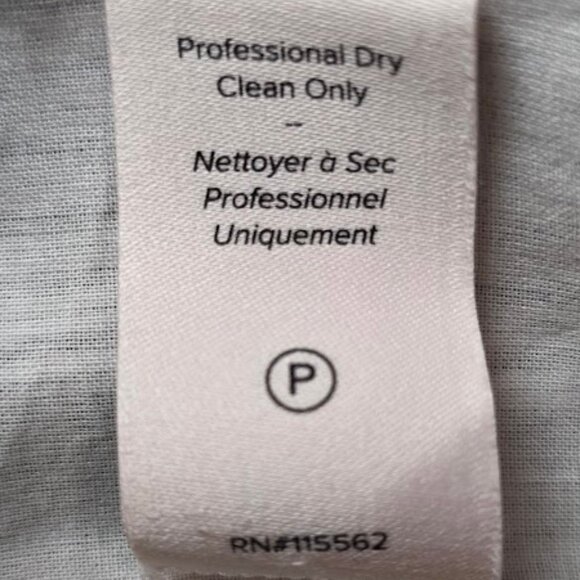 Professional Dry
Clean Only
--
Nettoyer à Sec
Professionnel
Uniquement
P
RN#115562